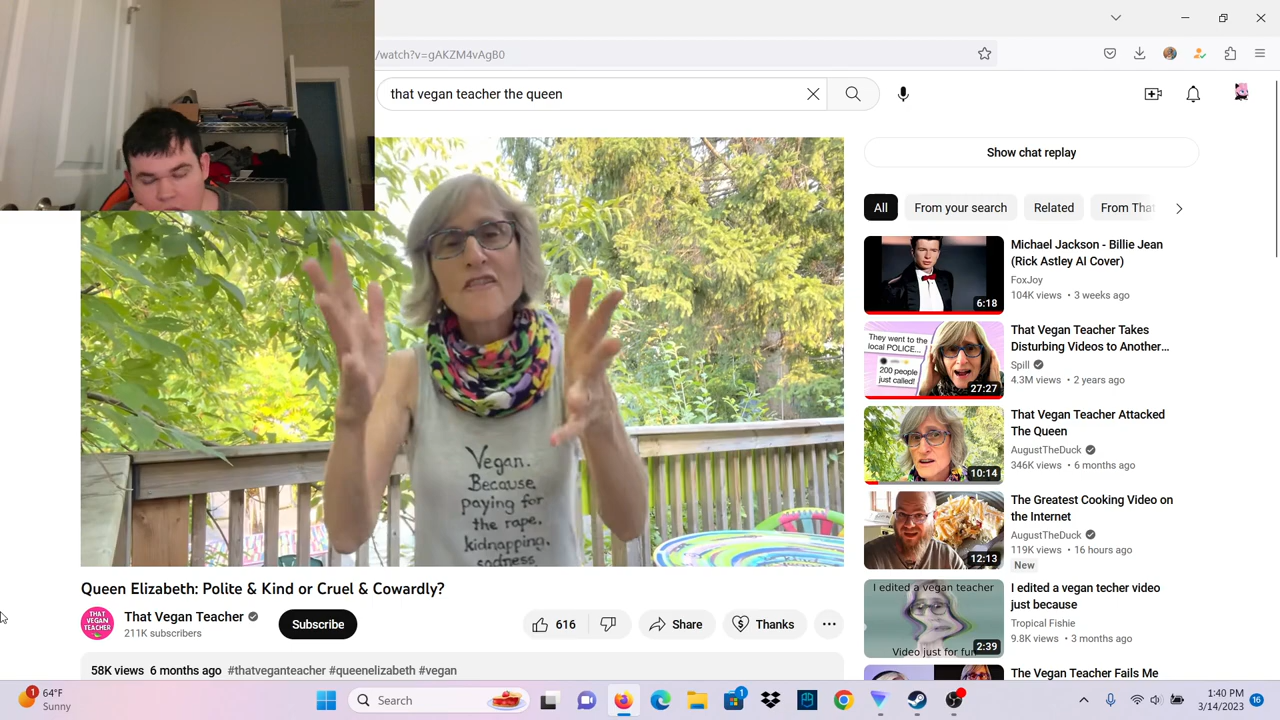 /watch?v=gAKZM4vAgB0
that vegan teacher the queen
Show chat replay
All
From your search
Related
From Tha
Michael Jackson - Billie Jean
(Rick Astley AI Cover)
FoxJoy
104K views • 3 weeks ago
6:18
They went to the
local POLICE...
200 people
just called!
27:27
That Vegan Teacher Takes
Disturbing Videos to Another...
Spill
4.3M views • 2 years ago
10:14
That Vegan Teacher Attacked
The Queen
AugustTheDuck
346K views • 6 months ago
12:13
The Greatest Cooking Video on
the Internet
AugustTheDuck
119K views • 16 hours ago
New
I edited a vegan teacher
Video just for fun
2:39
I edited a vegan techer video
just because
Tropical Fishie
9.8K views • 3 months ago
The Vegan Teacher Fails Me
Vegan.
Because
paying for
the rape,
kidnapping,
sadness
Queen Elizabeth: Polite & Kind or Cruel & Cowardly?
THAT
VEGAN
TEACHER
That Vegan Teacher
211K subscribers
Subscribe
616
Share
Thanks
58K views 6 months ago #thatveganteacher #queenelizabeth #vegan
1
64°F
Sunny
Search
1
1:40 PM
3/14/2023
16